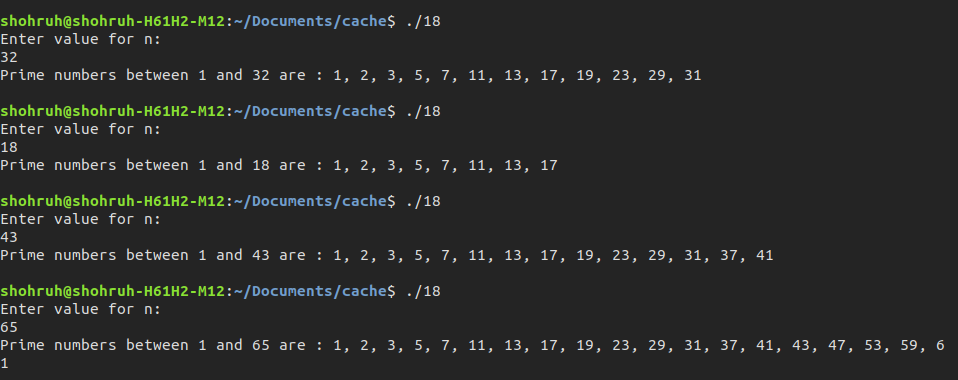 shohruh@shohruh-H61H2-M12:~/Documents/cache$ ./18
Enter value for n:
32
Prime numbers between 1 and 32 are : 1, 2, 3, 5, 7, 11, 13, 17, 19, 23, 29, 31
shohruh@shohruh-H61H2-M12:~/Documents/cache$ ./18
Enter value for n:
18
Prime numbers between 1 and 18 are : 1, 2, 3, 5, 7, 11, 13, 17
shohruh@shohruh-H61H2-M12:~/Documents/cache$ ./18
Enter value for n:
43
Prime numbers between 1 and 43 are : 1, 2, 3, 5, 7, 11, 13, 17, 19, 23, 29, 31, 37, 41
shohruh@shohruh-H61H2-M12:~/Documents/cache$ ./18
Enter value for n:
65
Prime numbers between 1 and 65 are : 1, 2, 3, 5, 7, 11, 13, 17, 19, 23, 29, 31, 37, 41, 43, 47, 53, 59, 6
1